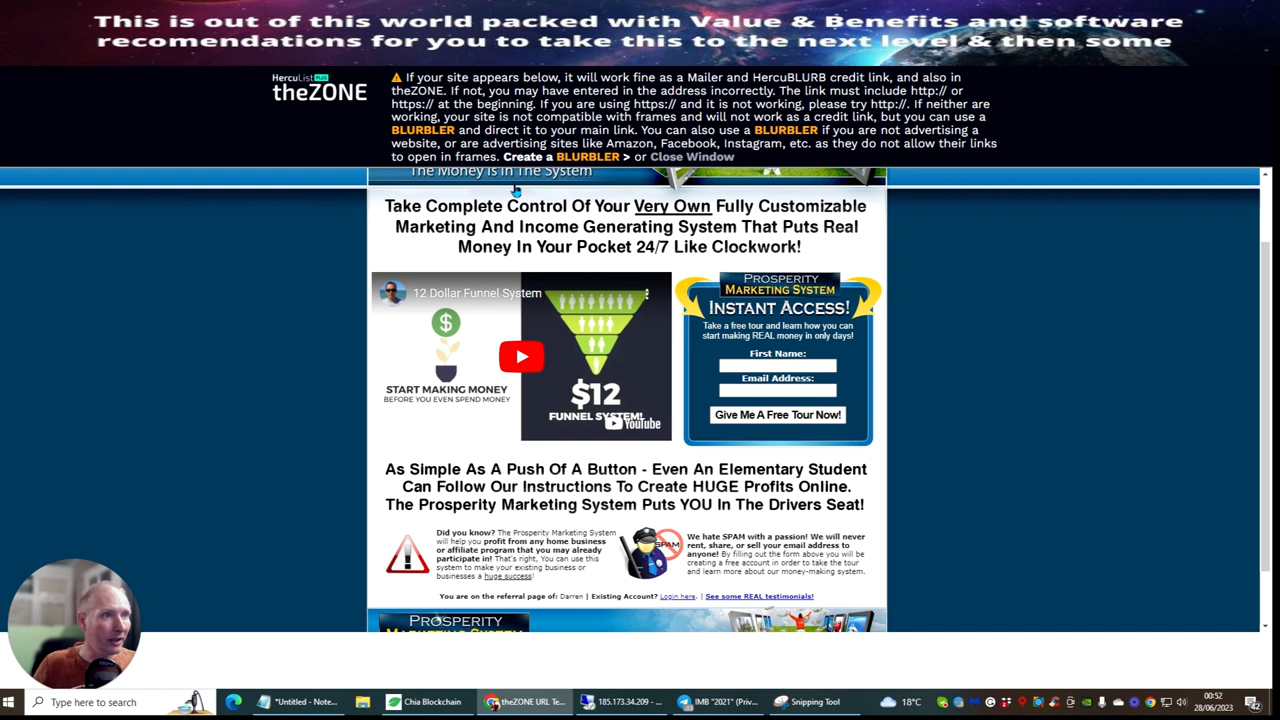 This is out of this world packed with Value & Benefits and software
recomendations for you to take this to the next level & then some
HercuList PLUS
theZONE
If your site appears below, it will work fine as a Mailer and HercuBLURB credit link, and also in
theZONE. If not, you may have entered in the address incorrectly. The link must include http:// or
https:// at the beginning. If you are using https:// and it is not working, please try http://. If neither are
working, your site is not compatible with frames and will not work as a credit link, but you can use a
BLURBLER and direct it to your main link. You can also use a BLURBLER if you are not advertising a
website, or are advertising sites like Amazon, Facebook, Instagram, etc. as they do not allow their links
to open in frames. Create a BLURBLER > or Close Window
The Money Is In The System
Take Complete Control Of Your Very Own Fully Customizable
Marketing And Income Generating System That Puts Real
Money In Your Pocket 24/7 Like Clockwork!
12 Dollar Funnel System
$
START MAKING MONEY
BEFORE YOU EVEN SPEND MONEY
$12
FUNNEL SYSTEM!
YouTube
PROSPERITY
MARKETING SYSTEM
INSTANT ACCESS!
Take a free tour and learn how you can
start making REAL money in only days!
First Name:
Email Address:
Give Me A Free Tour Now!
As Simple As A Push Of A Button - Even An Elementary Student
Can Follow Our Instructions To Create HUGE Profits Online.
The Prosperity Marketing System Puts YOU In The Drivers Seat!
Did you know? The Prosperity Marketing System
will help you profit from any home business
or affiliate program that you may already
participate in! That's right, You can use this
system to make your existing business or
businesses a huge success!
SPAM
We hate SPAM with a passion! We will never
rent, share, or sell your email address to
anyone! By filling out the form above you will be
creating a free account in order to take the tour
and learn more about our money-making system.
You are on the referral page of: Darren | Existing Account? Login here. | See some REAL testimonials!
PROSPERITY
MARKETING SYSTEM
Type here to search
*Untitled - Note...
Chia Blockchain
theZONE URL Te...
185.173.34.209 - ...
IMB "2021" (Priv...
Snipping Tool
18°C
00:52
28/06/2023
42